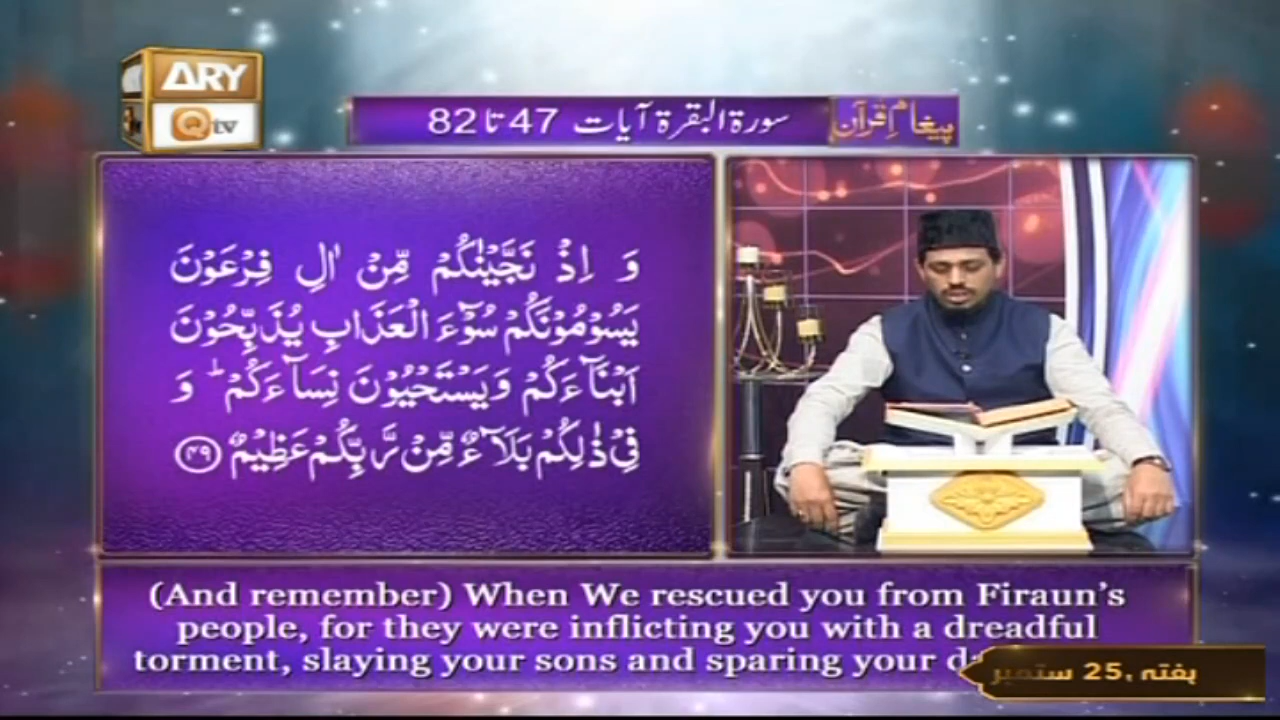 ARY
Qtv
پیغامِ قرآن
سورۃ البقرۃ آیات 47 تا 82
وَ اِذْ نَجَّیْنٰكُمْ مِّنْ اٰلِ فِرْعَوْنَ
یَسُوْمُوْنَكُمْ سُوْٓءَ الْعَذَابِ یُذَبِّحُوْنَ
اَبْنَآءَكُمْ وَیَسْتَحْیُوْنَ نِسَآءَكُمْ ؕ وَ
فِیْ ذٰلِكُمْ بَلَآءٌ مِّنْ رَّبِّكُمْ عَظِیْمٌ ﴿۴۹﴾
(And remember) When We rescued you from Firaun's
people, for they were inflicting you with a dreadful
torment, slaying your sons and sparing your
ہفتہ ,25 ستمبر